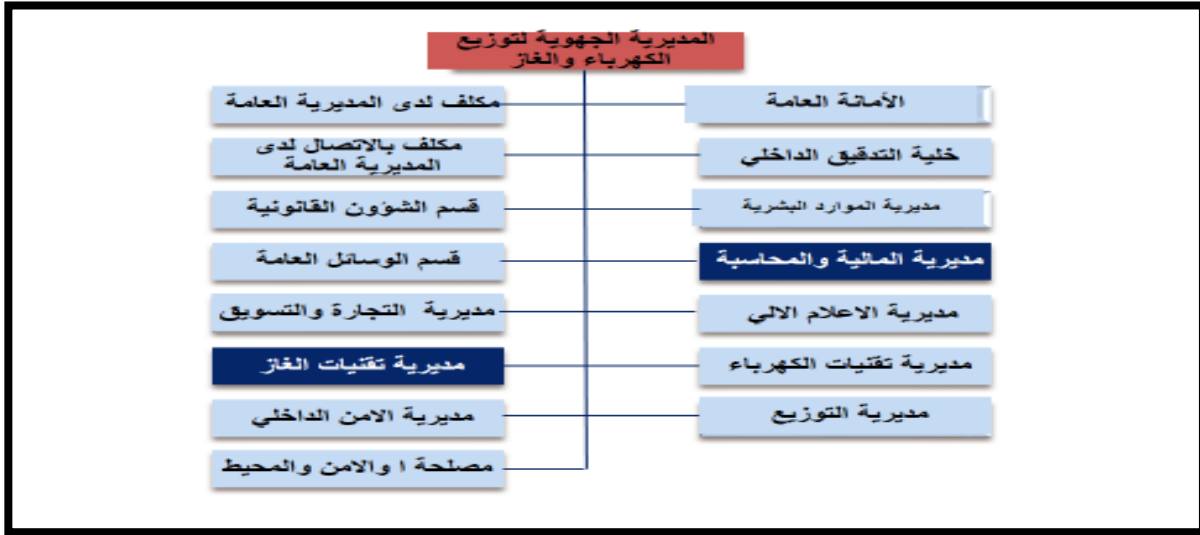 المديرية الجهوية لتوزيع
الكهرباء والغاز
الأمانة العامة
مكلف لدى المديرية العامة
خلية التدقيق الداخلي
مكلف بالاتصال لدى
المديرية العامة
مديرية الموارد البشرية
قسم الشؤون القانونية
مديرية المالية والمحاسبة
قسم الوسائل العامة
مديرية الاعلام الالي
مديرية التجارة والتسويق
مديرية تقنيات الكهرباء
مديرية تقنيات الغاز
مديرية التوزيع
مديرية الامن الداخلي
مصلحة ا والامن والمحيط